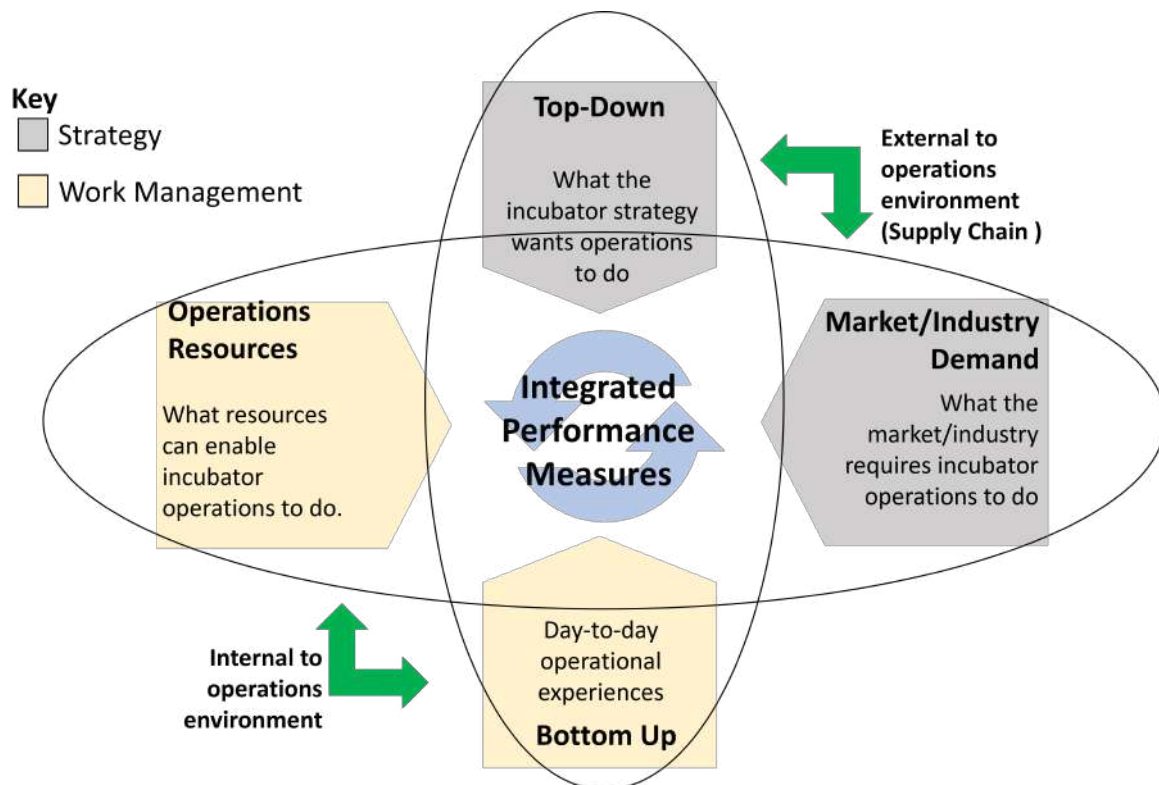 Key
Strategy
Work Management
Top-Down
What the
incubator strategy
wants operations
to do
External to
operations
environment
(Supply Chain )
Operations
Resources
What resources
can enable
incubator
operations to do.
Integrated
Performance
Measures
Market/Industry
Demand
What the
market/industry
requires incubator
operations to do
Internal to
operations
environment
Day-to-day
operational
experiences
Bottom Up